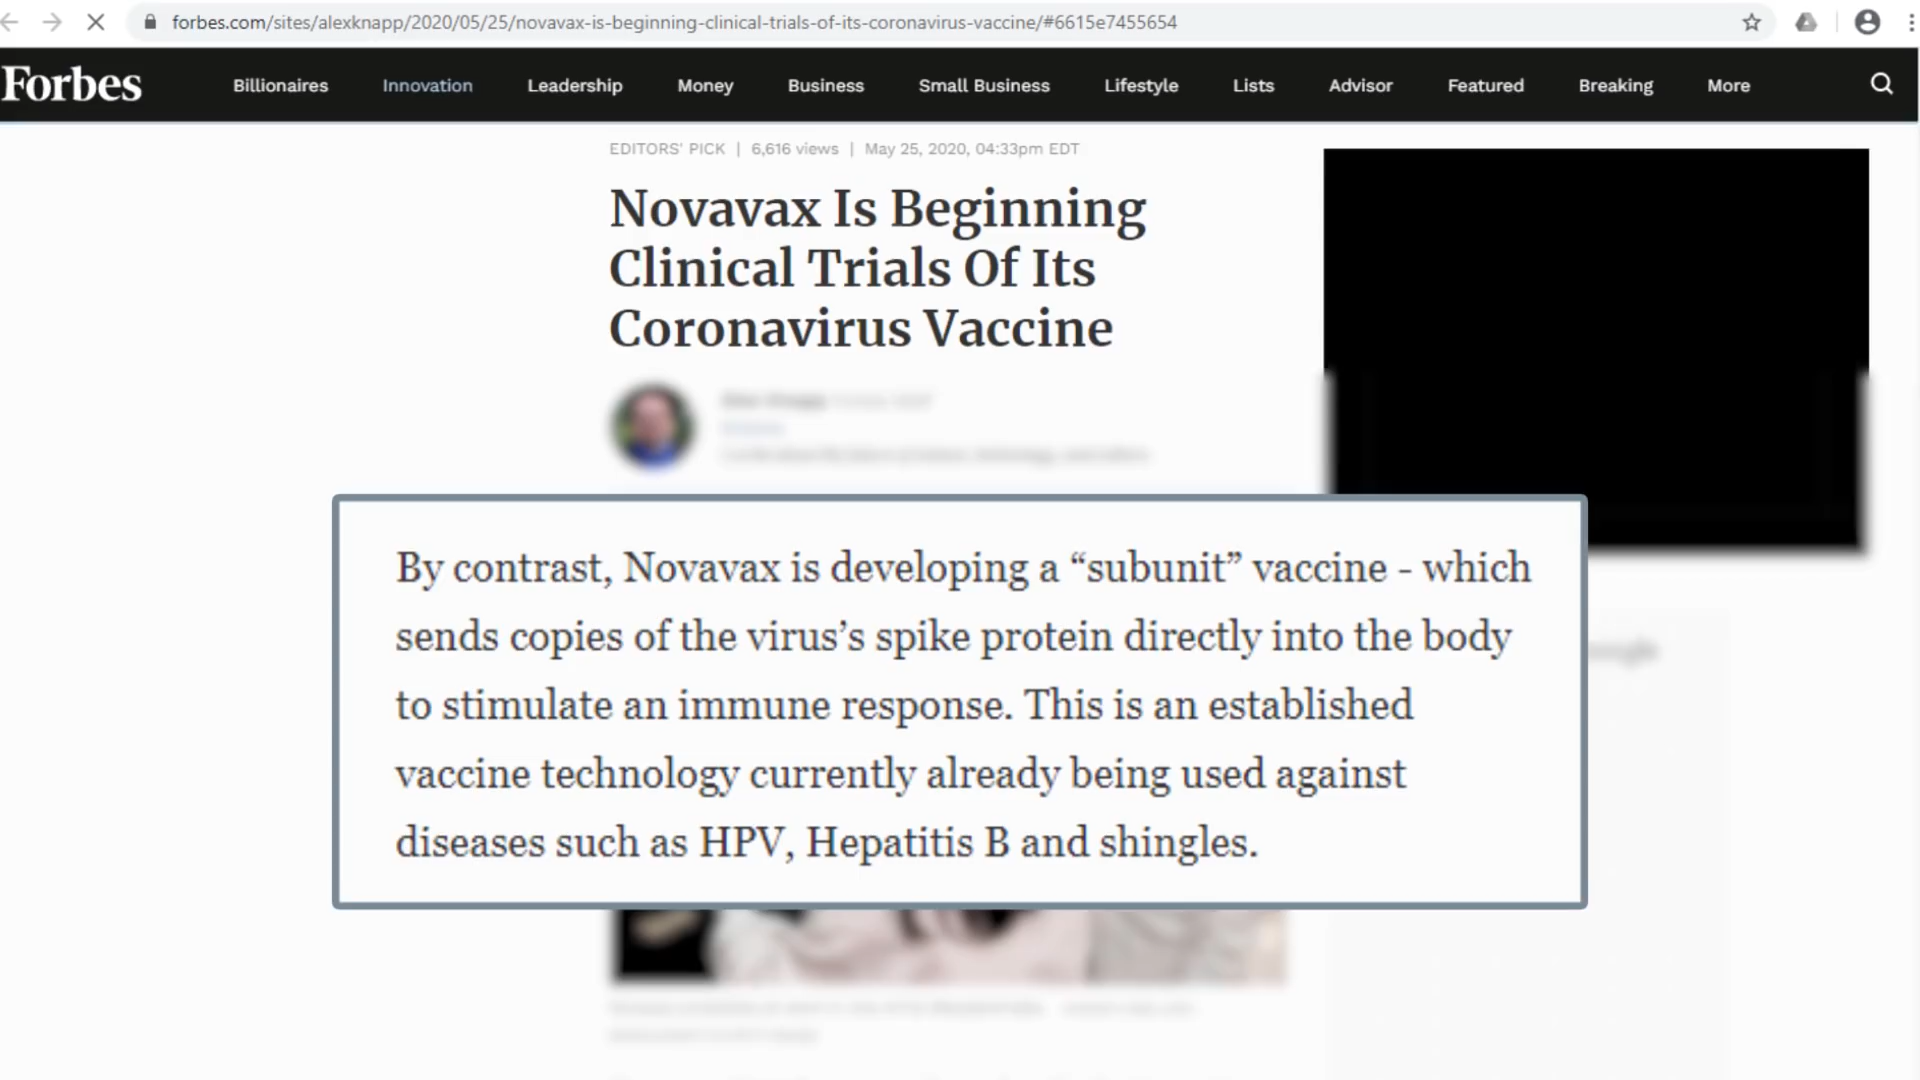 forbes.com/sites/alexknapp/2020/05/25/novavax-is-beginning-clinical-trials-of-its-coronavirus-vaccine/#6615e7455654
Forbes Billionaires Innovation Leadership Money Business Small Business Lifestyle Lists Advisor Featured Breaking More
EDITORS' PICK | 6,616 views | May 25, 2020, 04:33pm EDT
Novavax Is Beginning
Clinical Trials Of Its
Coronavirus Vaccine
By contrast, Novavax is developing a “subunit” vaccine - which
sends copies of the virus’s spike protein directly into the body
to stimulate an immune response. This is an established
vaccine technology currently already being used against
diseases such as HPV, Hepatitis B and shingles.